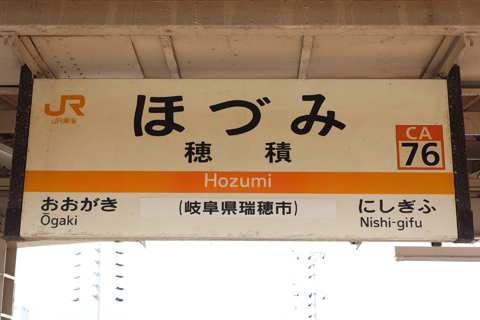 JR
JR東海
ほづみ
穂積
CA
76
Hozumi
おおがき
Ōgaki
(岐阜県瑞穂市)
にしぎふ
Nishi-gifu